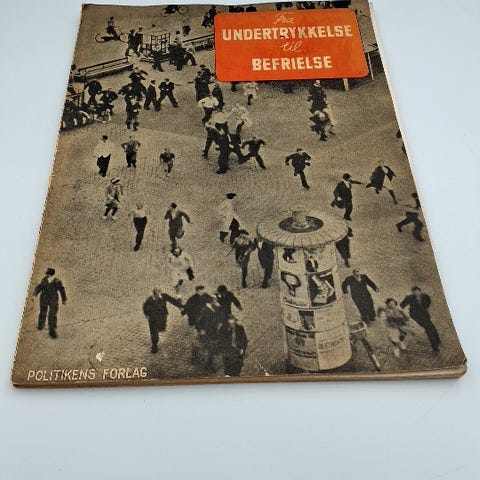 Fra
UNDERTRYKKELSE
til
BEFRIELSE
POLITIKENS FORLAG